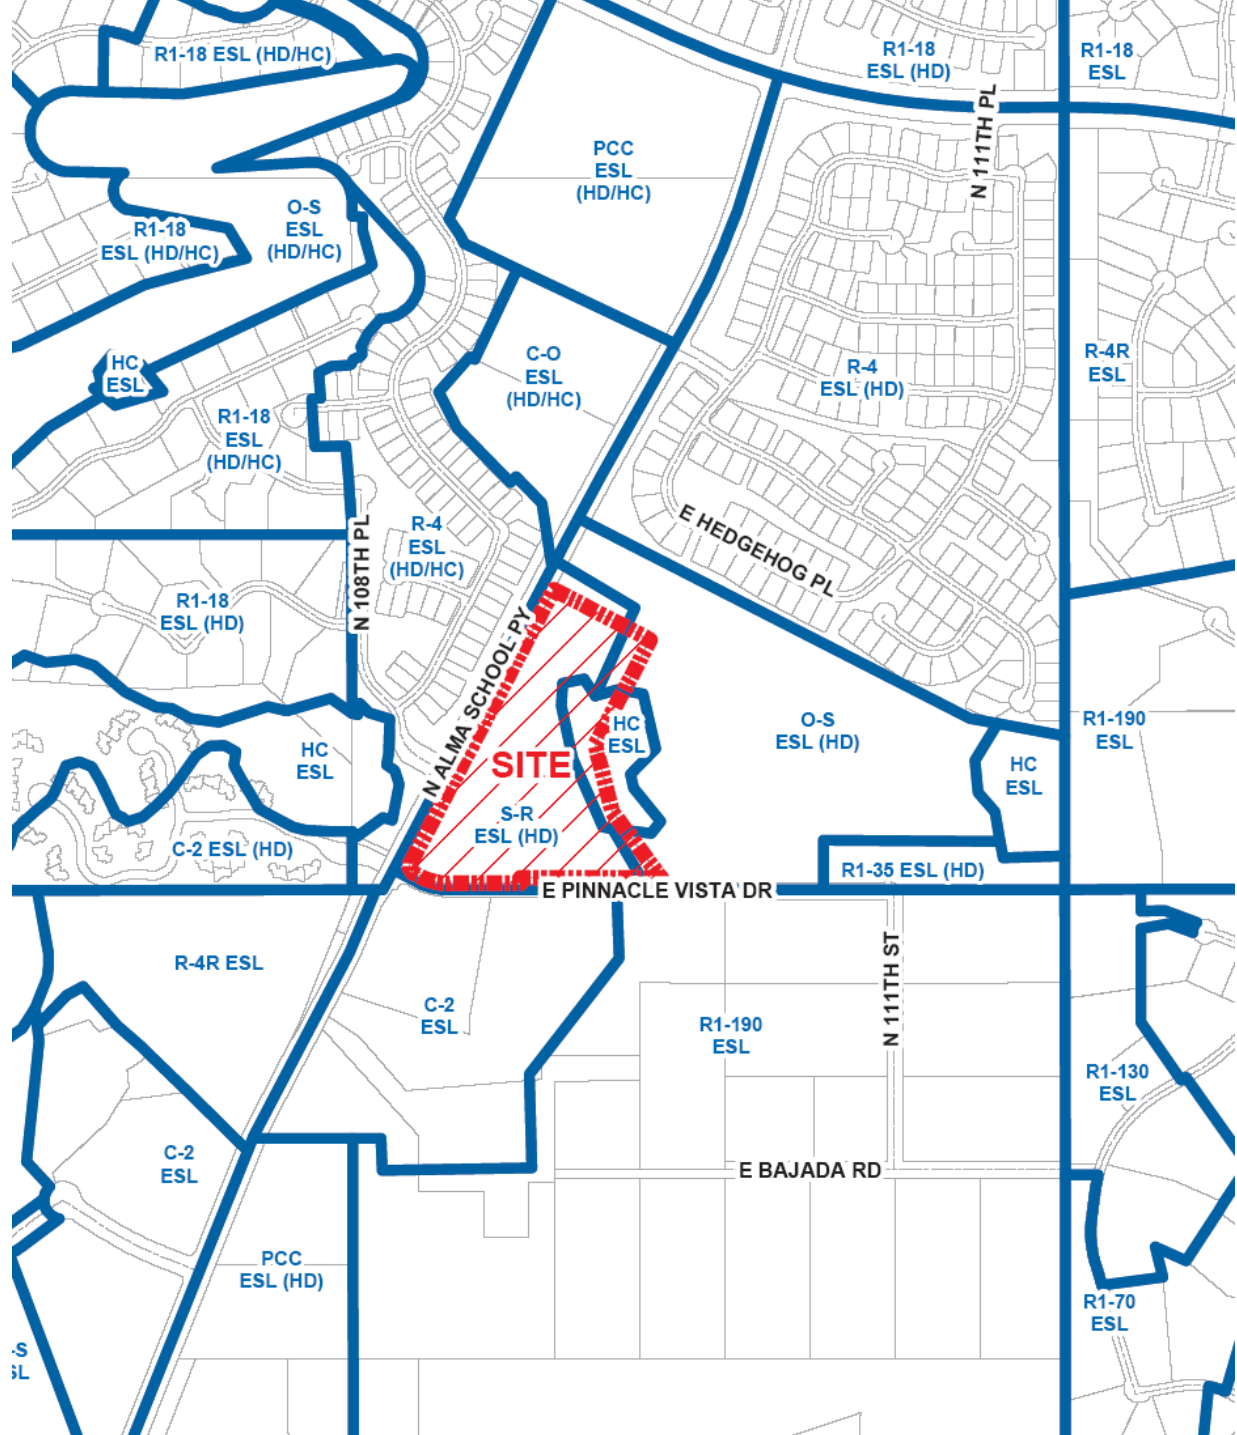 R1-18 ESL (HD/HC)
R1-18
ESL (HD)
R1-18
ESL
N 111TH PL
PCC
ESL
(HD/HC)
O-S
ESL
(HD/HC)
R1-18
ESL (HD/HC)
HC
ESL
C-O
ESL
(HD/HC)
R-4
ESL (HD)
R-4R
ESL
R1-18
ESL
(HD/HC)
N 108TH PL
R-4
ESL
(HD/HC)
E HEDGEHOG PL
R1-18
ESL (HD)
N ALMA SCHOOL PY
HC
ESL
HC
ESL
O-S
ESL (HD)
R1-190
ESL
HC
ESL
SITE
S-R
ESL (HD)
C-2 ESL (HD)
R1-35 ESL (HD)
E PINNACLE VISTA DR
R-4R ESL
C-2
ESL
R1-190
ESL
N 111TH ST
R1-130
ESL
C-2
ESL
E BAJADA RD
PCC
ESL (HD)
R1-70
ESL
-S
SL